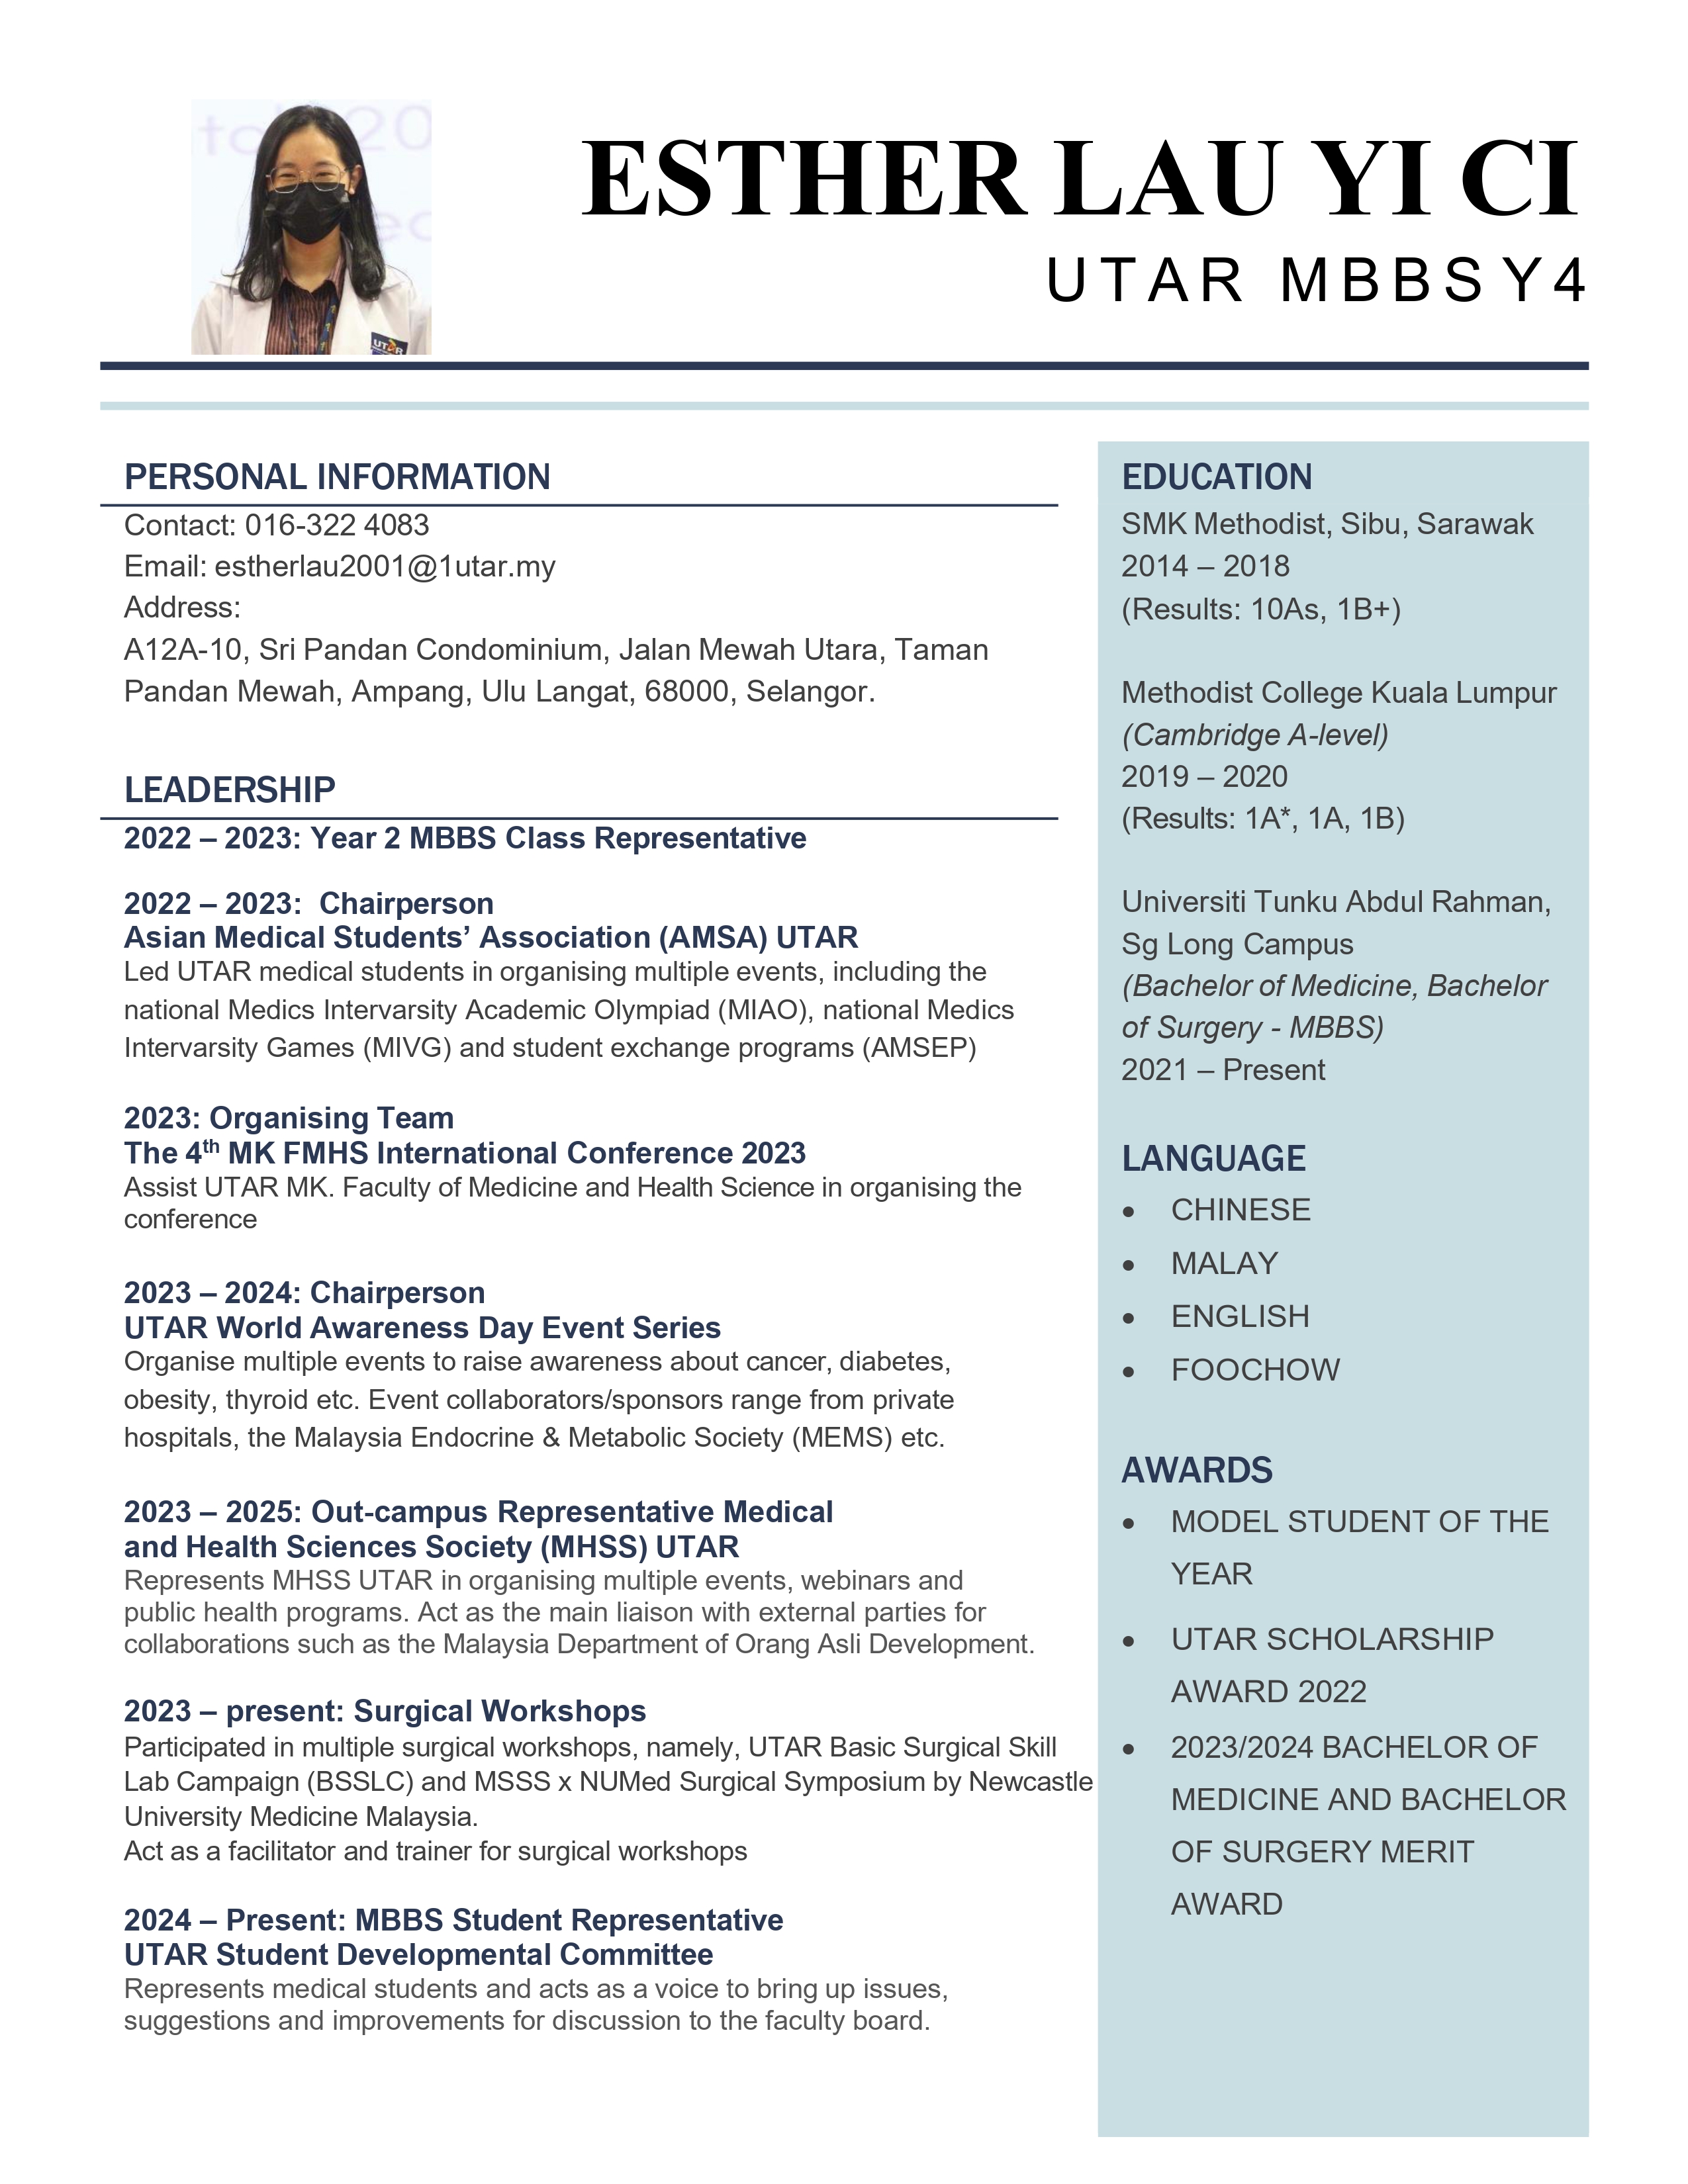 ESTHER LAU YI CI
UTAR MBBS Y4
UTAR
PERSONAL INFORMATION
Contact: 016-322 4083
Email: estherlau2001@1utar.my
Address:
A12A-10, Sri Pandan Condominium, Jalan Mewah Utara, Taman
Pandan Mewah, Ampang, Ulu Langat, 68000, Selangor.
LEADERSHIP
2022 – 2023: Year 2 MBBS Class Representative
2022 – 2023:  Chairperson
Asian Medical Students’ Association (AMSA) UTAR
Led UTAR medical students in organising multiple events, including the
national Medics Intervarsity Academic Olympiad (MIAO), national Medics
Intervarsity Games (MIVG) and student exchange programs (AMSEP)
2023: Organising Team
The 4th MK FMHS International Conference 2023
Assist UTAR MK. Faculty of Medicine and Health Science in organising the
conference
2023 – 2024: Chairperson
UTAR World Awareness Day Event Series
Organise multiple events to raise awareness about cancer, diabetes,
obesity, thyroid etc. Event collaborators/sponsors range from private
hospitals, the Malaysia Endocrine & Metabolic Society (MEMS) etc.
2023 – 2025: Out-campus Representative Medical
and Health Sciences Society (MHSS) UTAR
Represents MHSS UTAR in organising multiple events, webinars and
public health programs. Act as the main liaison with external parties for
collaborations such as the Malaysia Department of Orang Asli Development.
2023 – present: Surgical Workshops
Participated in multiple surgical workshops, namely, UTAR Basic Surgical Skill
Lab Campaign (BSSLC) and MSSS x NUMed Surgical Symposium by Newcastle
University Medicine Malaysia.
Act as a facilitator and trainer for surgical workshops
2024 – Present: MBBS Student Representative
UTAR Student Developmental Committee
Represents medical students and acts as a voice to bring up issues,
suggestions and improvements for discussion to the faculty board.
EDUCATION
SMK Methodist, Sibu, Sarawak
2014 – 2018
(Results: 10As, 1B+)
Methodist College Kuala Lumpur
(Cambridge A-level)
2019 – 2020
(Results: 1A*, 1A, 1B)
Universiti Tunku Abdul Rahman,
Sg Long Campus
(Bachelor of Medicine, Bachelor
of Surgery - MBBS)
2021 – Present
LANGUAGE
• CHINESE
• MALAY
• ENGLISH
• FOOCHOW
AWARDS
• MODEL STUDENT OF THE
YEAR
• UTAR SCHOLARSHIP
AWARD 2022
• 2023/2024 BACHELOR OF
MEDICINE AND BACHELOR
OF SURGERY MERIT
AWARD